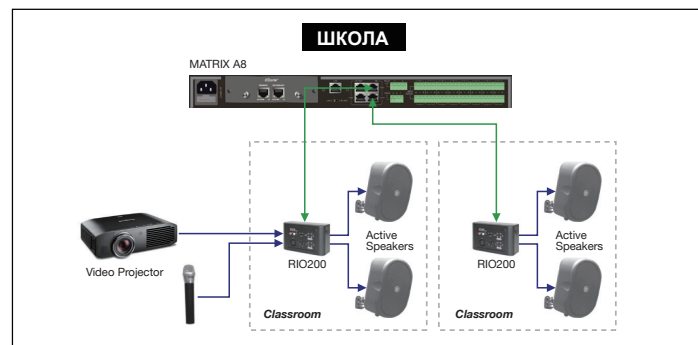 ШКОЛА
MATRIX A8
Video Projector
RIO200
Active
Speakers
Classroom
RIO200
Active
Speakers
Classroom